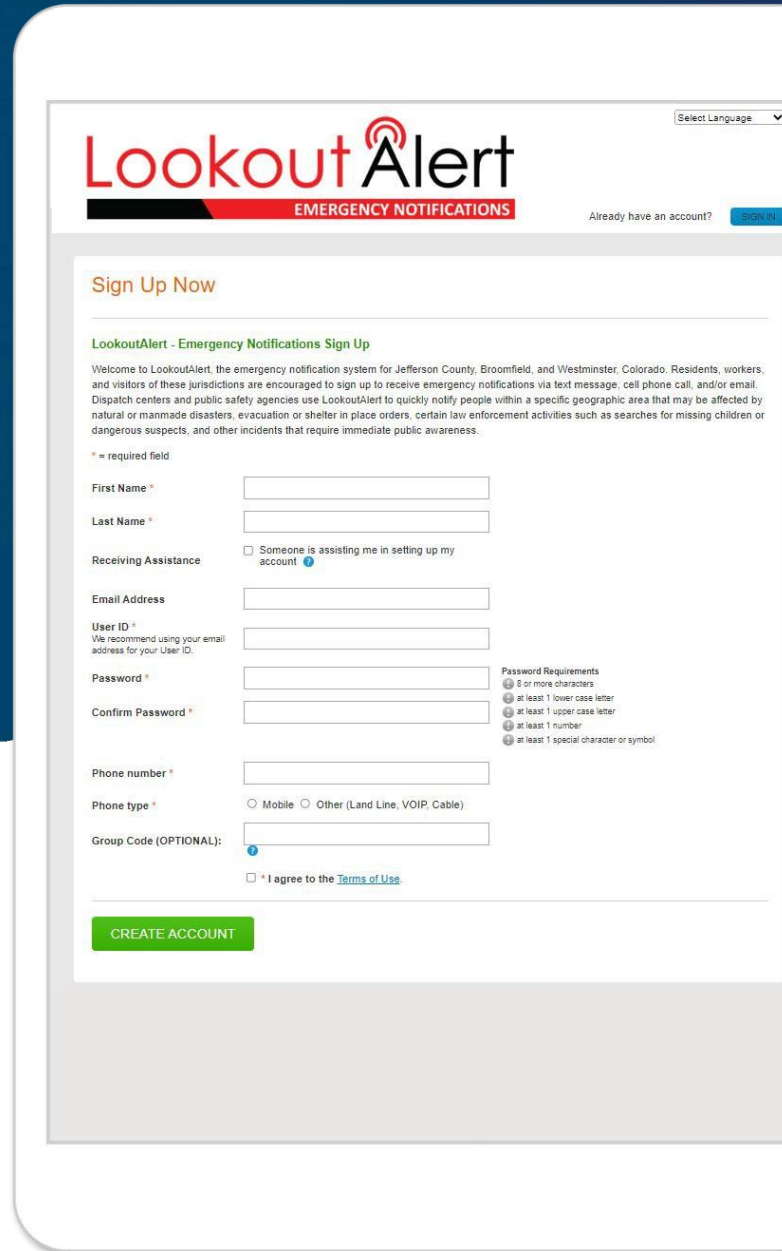 Select Language
Lookout Alert
EMERGENCY NOTIFICATIONS
Already have an account?
SIGN IN
Sign Up Now
LookoutAlert - Emergency Notifications Sign Up
Welcome to LookoutAlert, the emergency notification system for Jefferson County, Broomfield, and Westminster, Colorado. Residents, workers,
and visitors of these jurisdictions are encouraged to sign up to receive emergency notifications via text message, cell phone call, and/or email.
Dispatch centers and public safety agencies use LookoutAlert to quickly notify people within a specific geographic area that may be affected by
natural or manmade disasters, evacuation or shelter in place orders, certain law enforcement activities such as searches for missing children or
dangerous suspects, and other incidents that require immediate public awareness.
* = required field
First Name *
Last Name *
Receiving Assistance
Someone is assisting me in setting up my
account ?
Email Address
User ID *
We recommend using your email
address for your User ID.
Password *
Password Requirements
8 or more characters
at least 1 lower case letter
Confirm Password *
at least 1 upper case letter
at least 1 number
at least 1 special character or symbol
Phone number *
Phone type *
Mobile
Other (Land Line, VOIP, Cable)
Group Code (OPTIONAL):
?
* I agree to the Terms of Use.
CREATE ACCOUNT